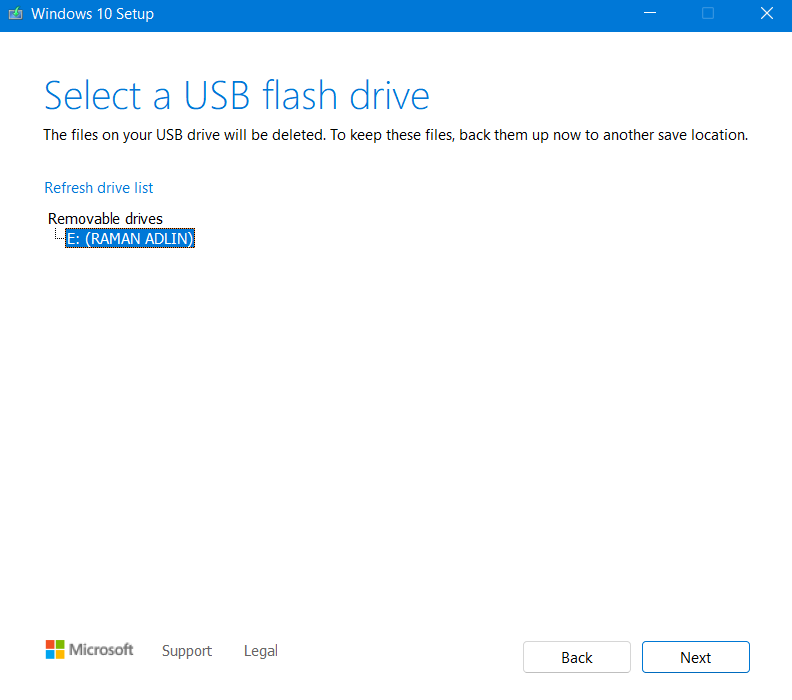 Windows 10 Setup
Select a USB flash drive
The files on your USB drive will be deleted. To keep these files, back them up now to another save location.
Refresh drive list
Removable drives
E: (RAMAN ADLIN)
Microsoft Support Legal
Back Next